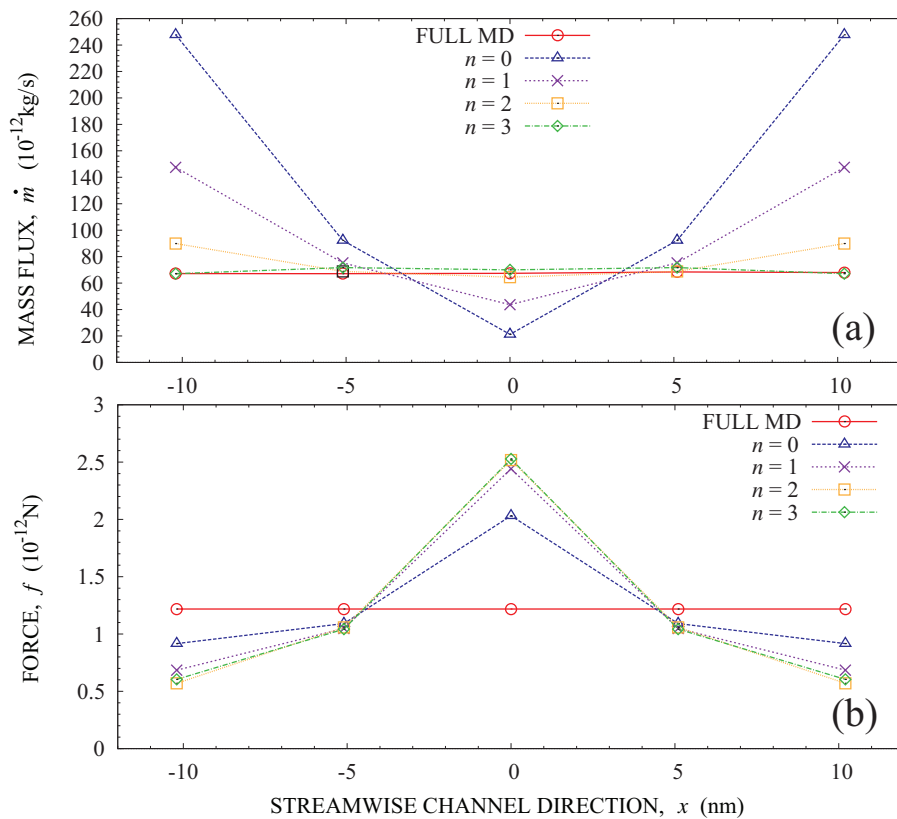 260
240
220
200
180
160
140
120
100
80
60
40
20
0
MASS FLUX, ṁ (10⁻¹²kg/s)
FULL MD
n = 0
n = 1
n = 2
n = 3
(a)
-10 -5 0 5 10
3
2.5
2
1.5
1
0.5
0
FORCE, f (10⁻¹²N)
FULL MD
n = 0
n = 1
n = 2
n = 3
(b)
-10 -5 0 5 10
STREAMWISE CHANNEL DIRECTION, x (nm)